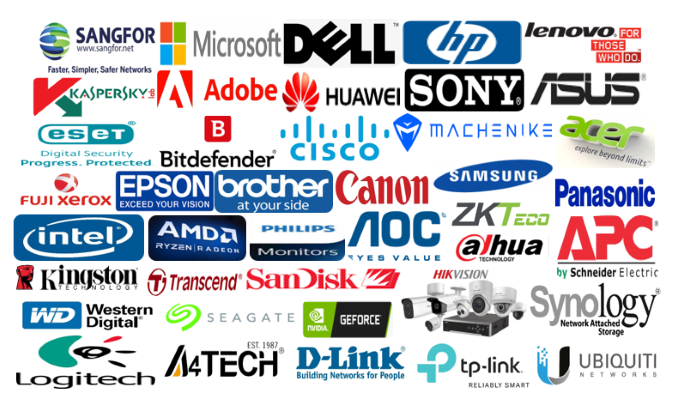 SANGFOR
www.sangfor.net
Faster, Simpler, Safer Networks
Microsoft
DELL™
hp
lenovo. FOR
THOSE
WHO DO.
KASPERSKY lab
Adobe
HUAWEI
SONY®
ASUS®
eseT®
Digital Security
Progress. Protected
B
Bitdefender®
CISCO
MACHENIKE
acer
explore beyond limits™
FUJI XEROX
EPSON
EXCEED YOUR VISION
brother
at your side
Canon
SAMSUNG
Panasonic
intel®
AMD
RYZEN | RADEON
PHILIPS
Monitors
AOC
EYES VALUE
ZKTECO
alhua
TECHNOLOGY
APC®
by Schneider Electric
Kingston®
TECHNOLOGY
T Transcend®
SanDisk
HIKVISION
Synology®
Network Attached
Storage
WD Western
Digital®
SEAGATE
NVIDIA
GEFORCE
Logitech
EST. 1987
A4TECH®
D-Link®
Building Networks for People
tp-link
RELIABLY SMART
U UBIQUITI
NETWORKS